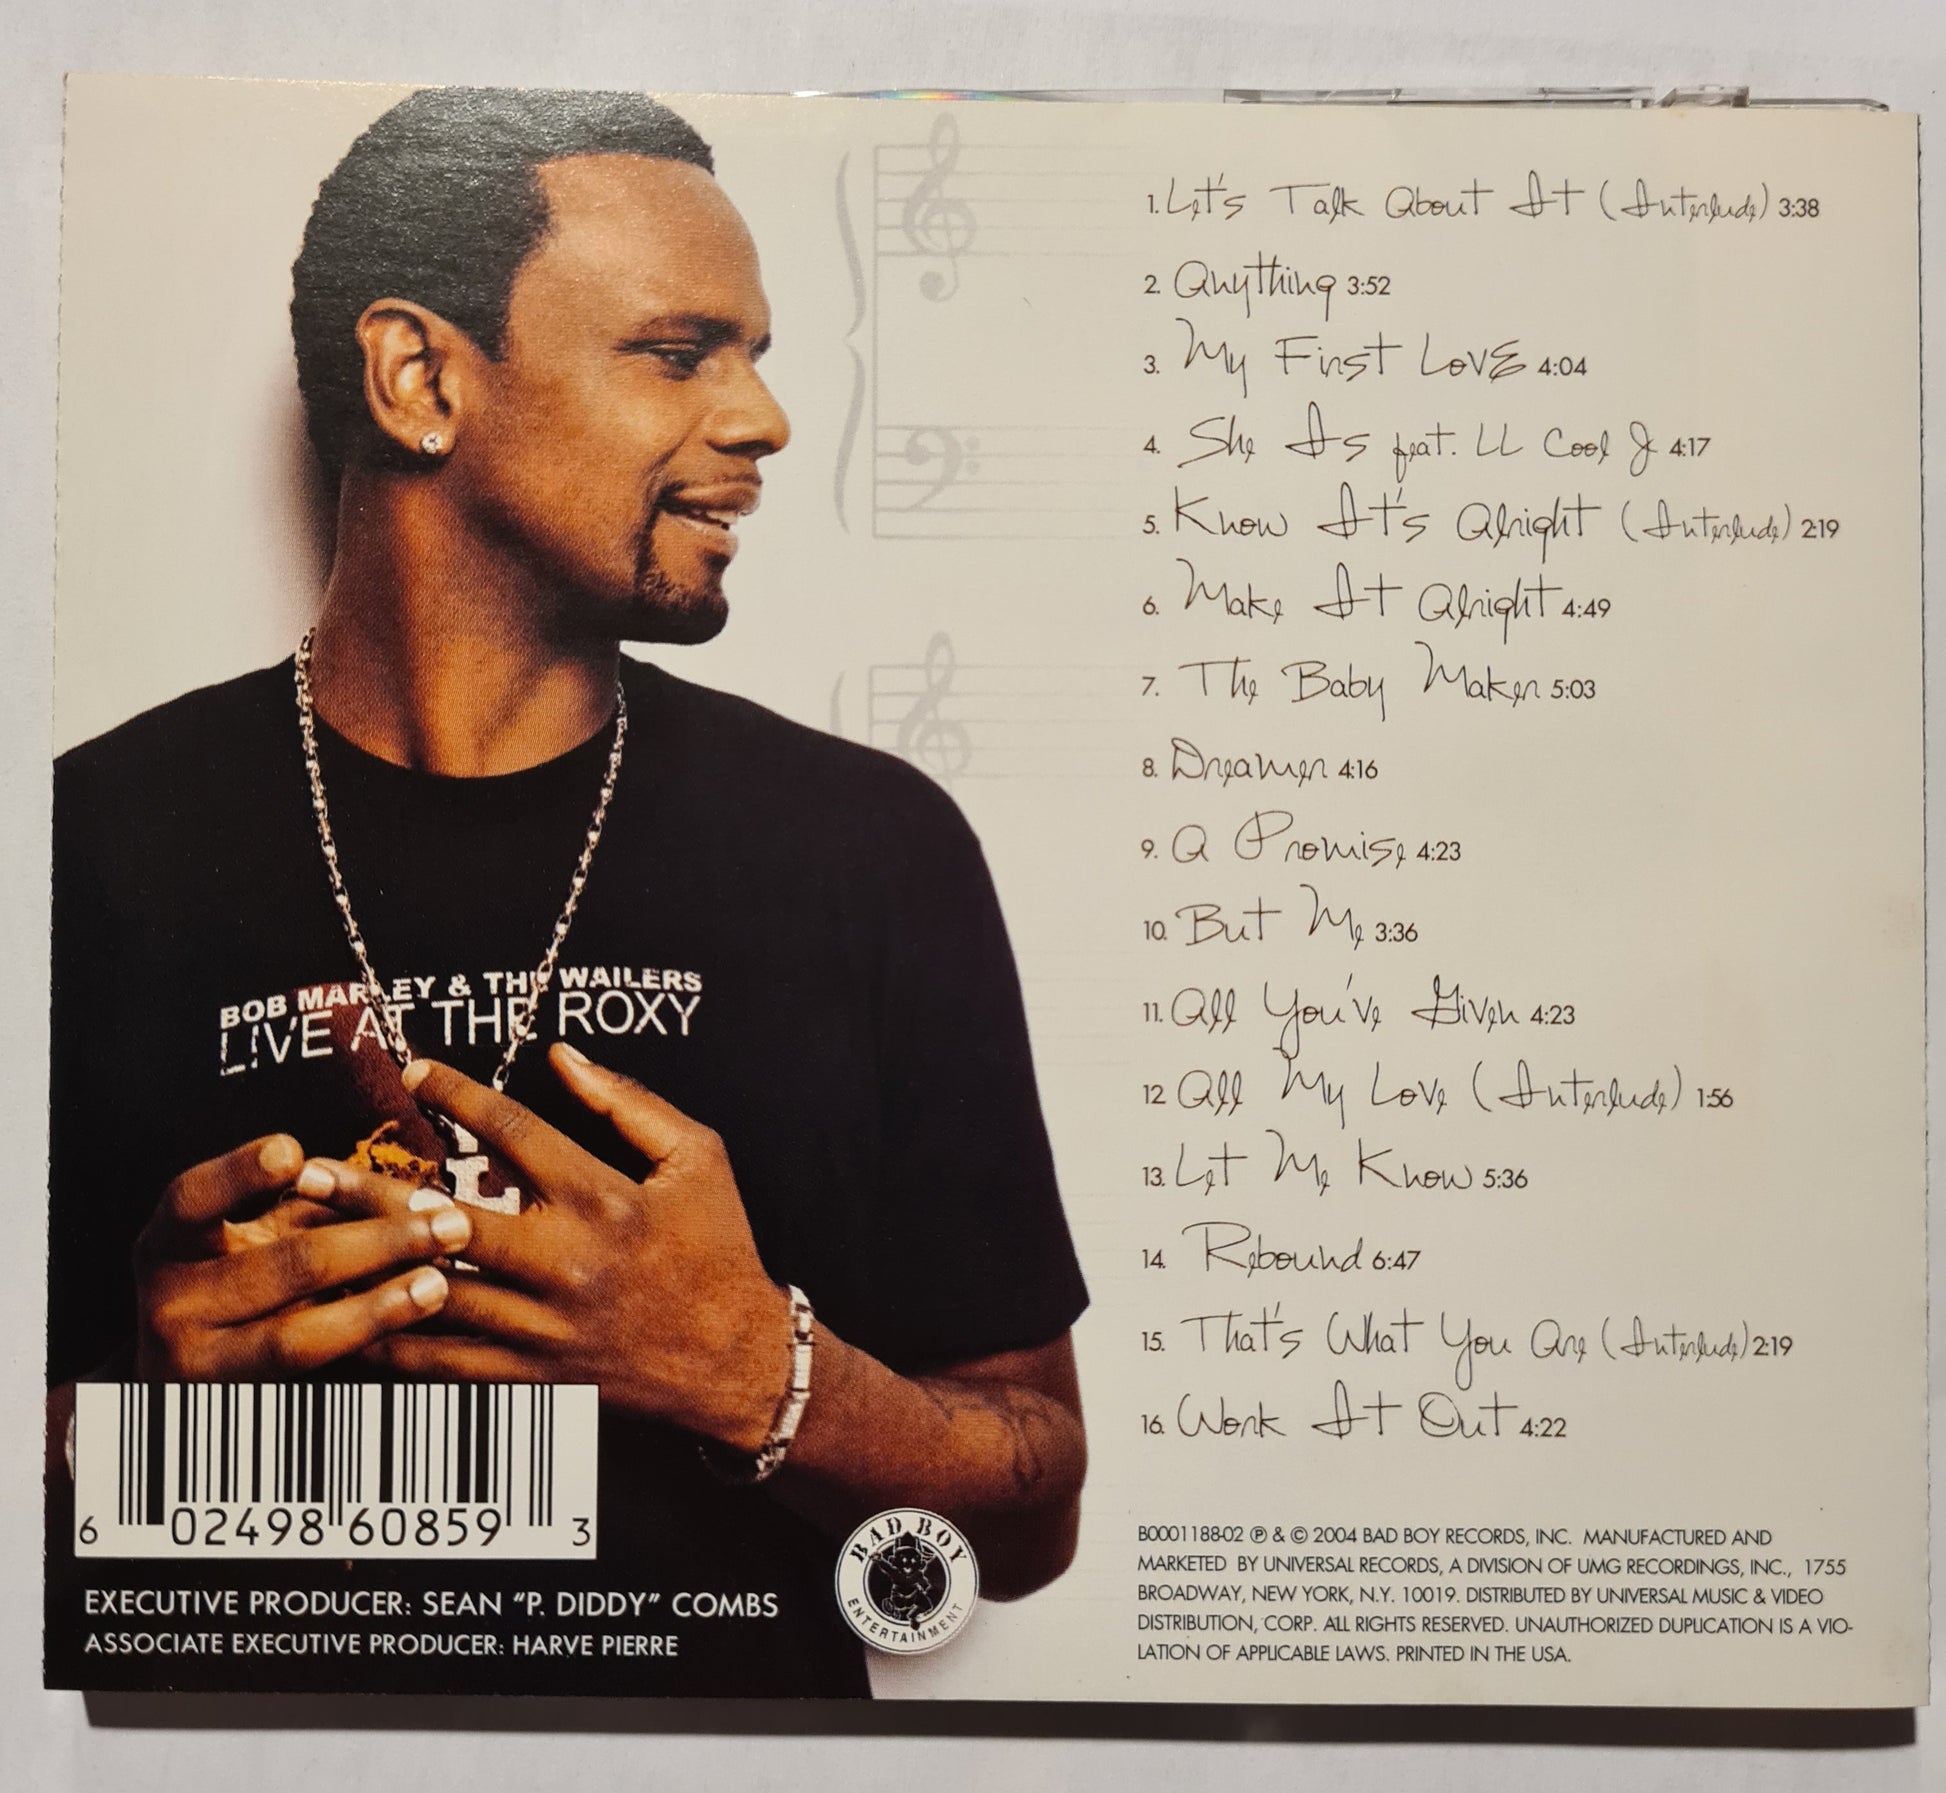 1. Let's Talk About It (Interlude) 3:38
2. Anything 3:52
3. My First Love 4:04
4. She Is feat. LL Cool J 4:17
5. Know It's Alright (Interlude) 2:19
6. Make It Alright 4:49
7. The Baby Maker 5:03
8. Dreamer 4:16
9. A Promise 4:23
10. But Me 3:36
11. All You've Given 4:23
12 All My Love (Interlude) 1:56
13. Let Me Know 5:36
14. Rebound 6:47
15. That's What You Are (Interlude) 2:19
16. Work It Out 4:22
BOB MARLEY & THE WAILERS
LIVE AT THE ROXY
L
6 02498 60859 3
EXECUTIVE PRODUCER: SEAN “P. DIDDY” COMBS
ASSOCIATE EXECUTIVE PRODUCER: HARVE PIERRE
BAD BOY
ENTERTAINMENT
B0001188-02 ℗ & © 2004 BAD BOY RECORDS, INC. MANUFACTURED AND
MARKETED BY UNIVERSAL RECORDS, A DIVISION OF UMG RECORDINGS, INC., 1755
BROADWAY, NEW YORK, N.Y. 10019. DISTRIBUTED BY UNIVERSAL MUSIC & VIDEO
DISTRIBUTION, CORP. ALL RIGHTS RESERVED. UNAUTHORIZED DUPLICATION IS A VIO-
LATION OF APPLICABLE LAWS. PRINTED IN THE USA.